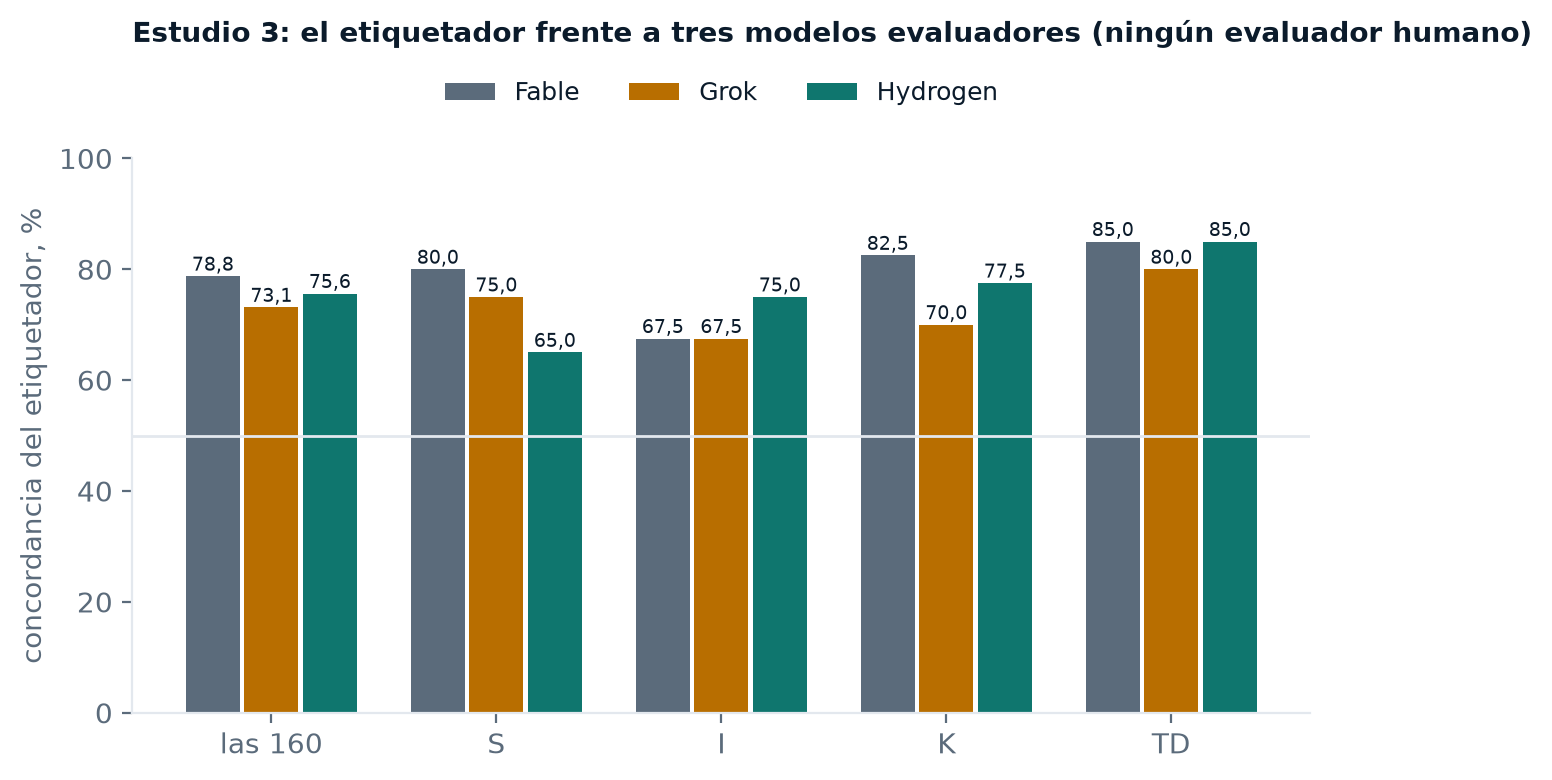 Estudio 3: el etiquetador frente a tres modelos evaluadores (ningún evaluador humano)
Fable Grok Hydrogen
concordancia del etiquetador, %
100
80
60
40
20
0
78,8 73,1 75,6
80,0 75,0 65,0
67,5 67,5 75,0
82,5 70,0 77,5
85,0 80,0 85,0
las 160 S I K TD